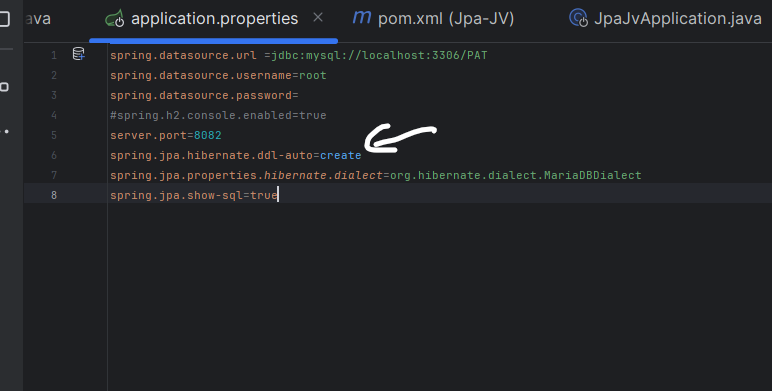 ava application.properties × m pom.xml (Jpa-JV) JpaJvApplication.java
1 spring.datasource.url =jdbc:mysql://localhost:3306/PAT
2 spring.datasource.username=root
3 spring.datasource.password=
4 #spring.h2.console.enabled=true
5 server.port=8082
6 spring.jpa.hibernate.ddl-auto=create
7 spring.jpa.properties.hibernate.dialect=org.hibernate.dialect.MariaDBDialect
8 spring.jpa.show-sql=true